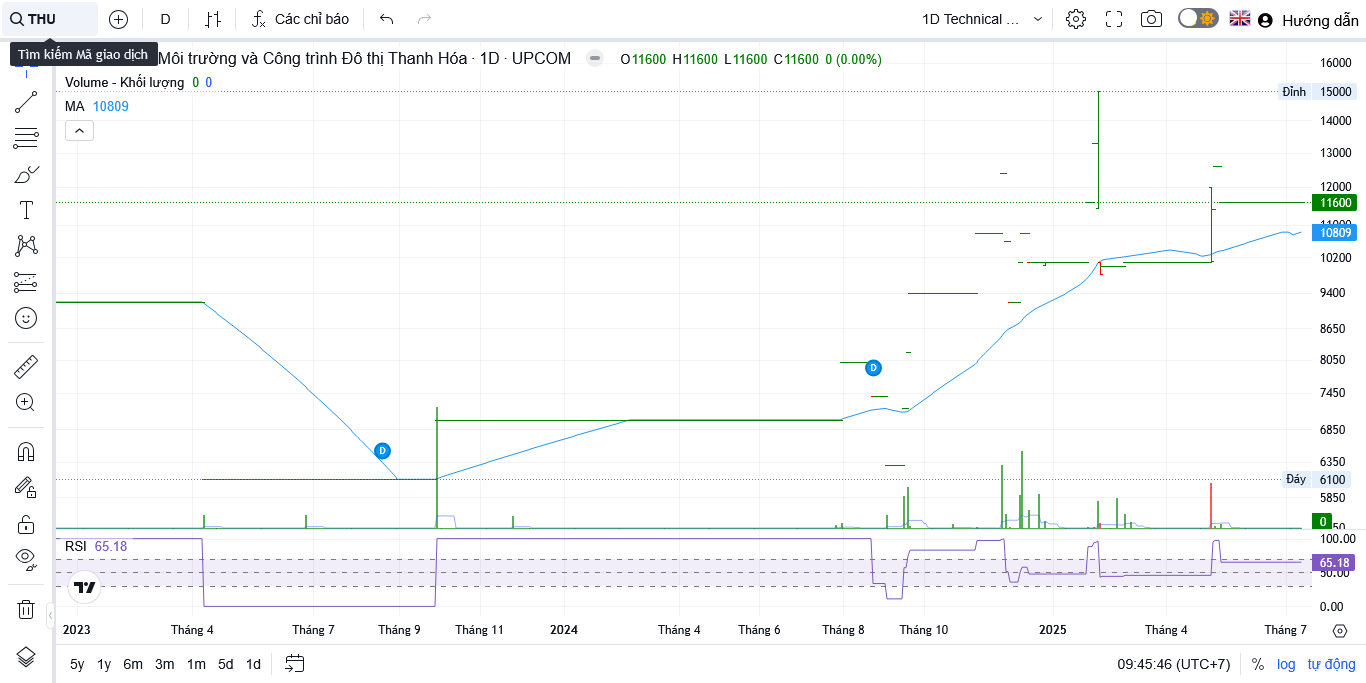 THU
D
Các chỉ báo
1D Technical ...
Hướng dẫn
Tìm kiếm Mã giao dịch
Môi trường và Công trình Đô thị Thanh Hóa · 1D · UPCOM
O11600 H11600 L11600 C11600 0 (0.00%)
Volume - Khối lượng 0 0
MA 10809
16000
Đỉnh 15000
14000
13000
12000
11600
11000
10809
10200
9400
8650
8050
7450
6850
6350
Đáy 6100
5850
0
D
D
RSI 65.18
100.00
65.18
50.00
0.00
2023 Tháng 4 Tháng 7 Tháng 9 Tháng 11 2024 Tháng 4 Tháng 6 Tháng 8 Tháng 10 2025 Tháng 4 Tháng 7
5y 1y 6m 3m 1m 5d 1d
09:45:46 (UTC+7) % log tự động